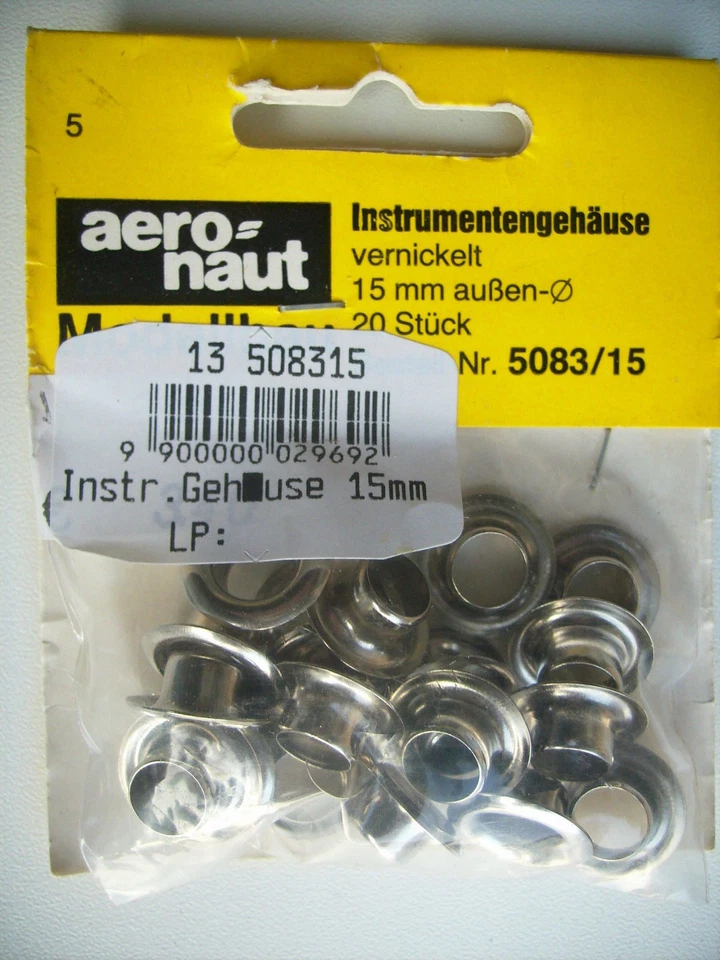 5
aero-
naut
Instrumentengehäuse
vernickelt
15 mm außen-Ø
20 Stück
Nr. 5083/15
13 508315
9 900000 029692
Instr.Geh■use 15mm
LP: